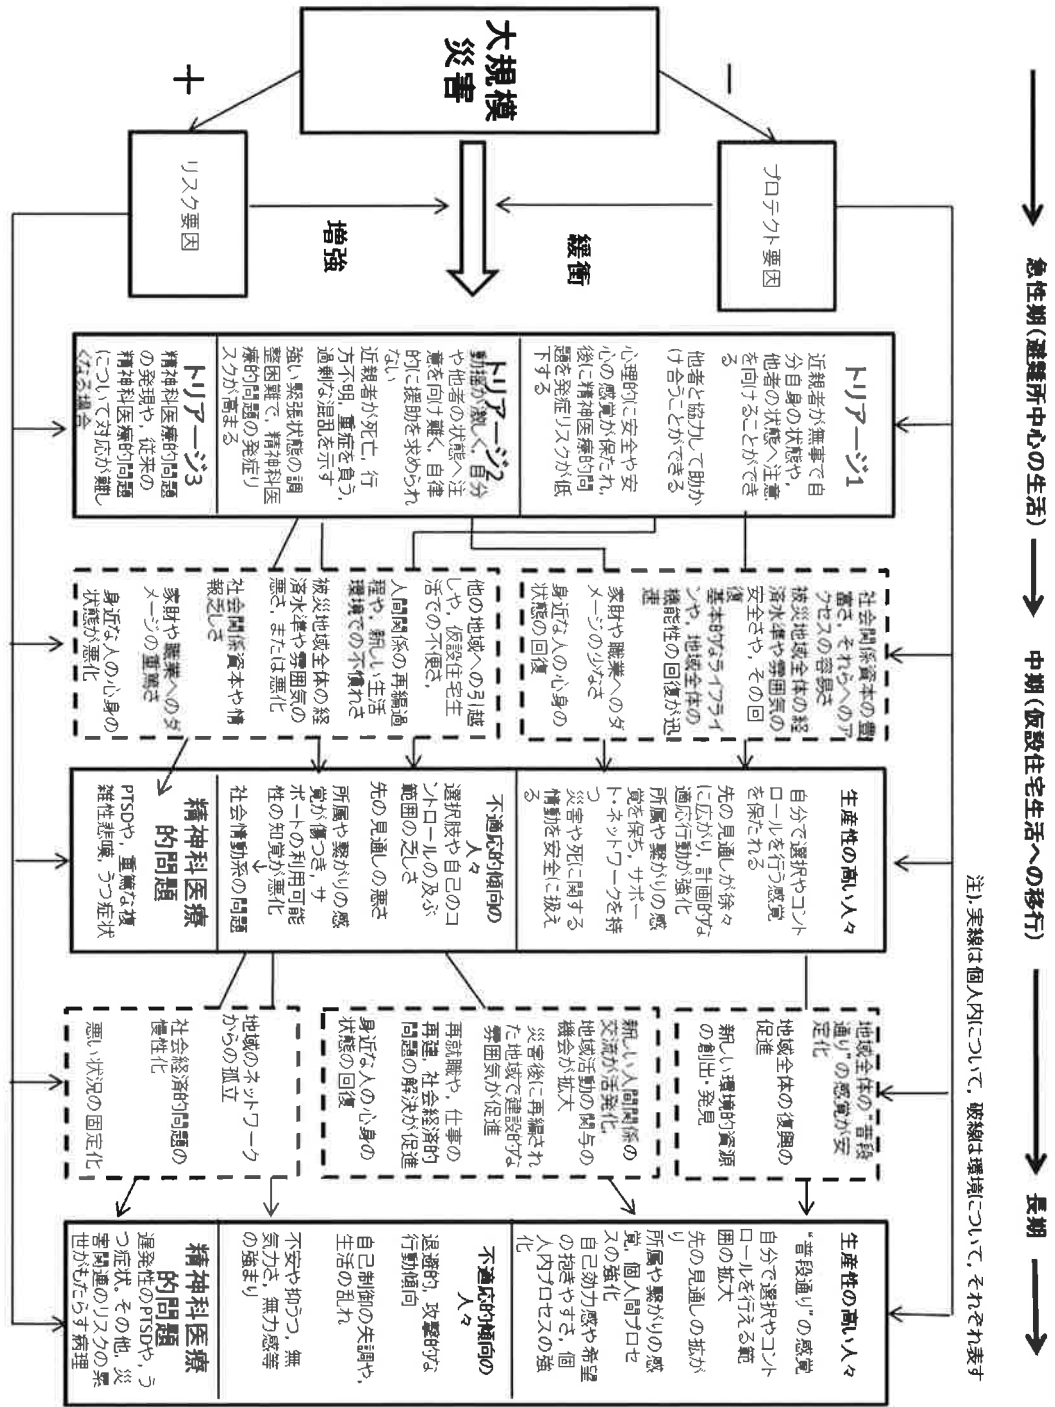 急性期(避難所中心の生活)
中期(仮設住宅生活への移行)
長期
注).実線は個人内について，破線は環境について，それぞれ表す
大規模
災害
－
＋
プロテクト要因
リスク要因
緩衝
増強
トリアージ1
近親者が無事で自
分自身の状態や，
他者の状態へ注意
を向けることができ
る
他者と協力して助か
け合うことができる
心理的に安全や安
心の感覚が保たれ，
後に精神医療的問
題を発症リスクが低
下する
トリアージ2
動揺が激しく，自分
や他者の状態へ注
意を向け難く，自律
的に援助を求められ
ない
近親者が死亡，行
方不明，重症を負う，
過剰な混乱を示す
強い緊張状態の調
整困難で，精神科医
療的問題の発症リ
スクが高まる
トリアージ3
精神科医療的問題
の発現や，従来の
精神科医療的問題
について対応が難し
くなる場合
社会関係資本の豊
富さ，それらへのア
クセスの容易さ
被災地域全体の経
済水準や雰囲気の
安全さや，その回
復
基本的なライフライ
ンや，地域全体の
機能性の回復が迅
速
家財や職業へのダ
メージの少なさ
身近な人の心身の
状態の回復
他の地域への引越
しや，仮設住宅生
活での不便さ，
人間関係の再編過
程や，新しい生活
環境での不慣れさ
被災地域全体の経
済水準や雰囲気の
悪さ，または悪化
社会関係資本や情
報乏しさ
家財や職業へのダ
メージの重篤さ
身近な人の心身の
状態が悪化
生産性の高い人々
自分で選択やコント
ロールを行う感覚
を保たれる
先の見通しが徐々
に広がり，計画的な
適応行動が強化
所属や繋がりの感
覚を保ち，サポー
ト・ネットワークを持
つ
災害や死に関する
情動を安全に扱え
る
不適応的傾向の
人々
選択肢や自己のコ
ントロールの及ぶ
範囲の乏しさ
先の見通しの悪さ
所属や繋がりの感
覚が傷つき，サ
ポートの利用可能
性の知覚が悪化
↓
社会情動系の問題
精神科医療
的問題
PTSDや，重篤な複
雑性悲嘆，うつ症状
地域全体の“普段
通り”の感覚が安
定化
地域全体の復興の
促進
新しい環境的資源
の創出・発見
新しい人間関係の
交流が活発化，
地域活動の関与の
機会が拡大
災害後に再編され
た地域で建設的な
雰囲気が促進
再就職や，仕事の
再建，社会経済的
問題の解決が促進
身近な人の心身の
状態の回復
地域のネットワーク
からの孤立
社会経済的問題の
慢性化
悪い状況の固定化
生産性の高い人々
“普段通り”の感覚
自分で選択やコント
ロールを行える範
囲の拡大
先の見通しの拡が
り
所属や繋がりの感
覚，個人間プロセ
スの強化
自己効力感や希望
の抱きやすさ，個
人内プロセスの強
化
不適応的傾向の
人々
退避的，攻撃的な
行動傾向
自己制御の失調や，
生活の乱れ
不安や抑うつ，無
気力さ，無力感等
の強まり
精神科医療
的問題
遅発性のPTSDや，う
つ症状。その他，災
害関連のリスクの累
世がもたらす病理